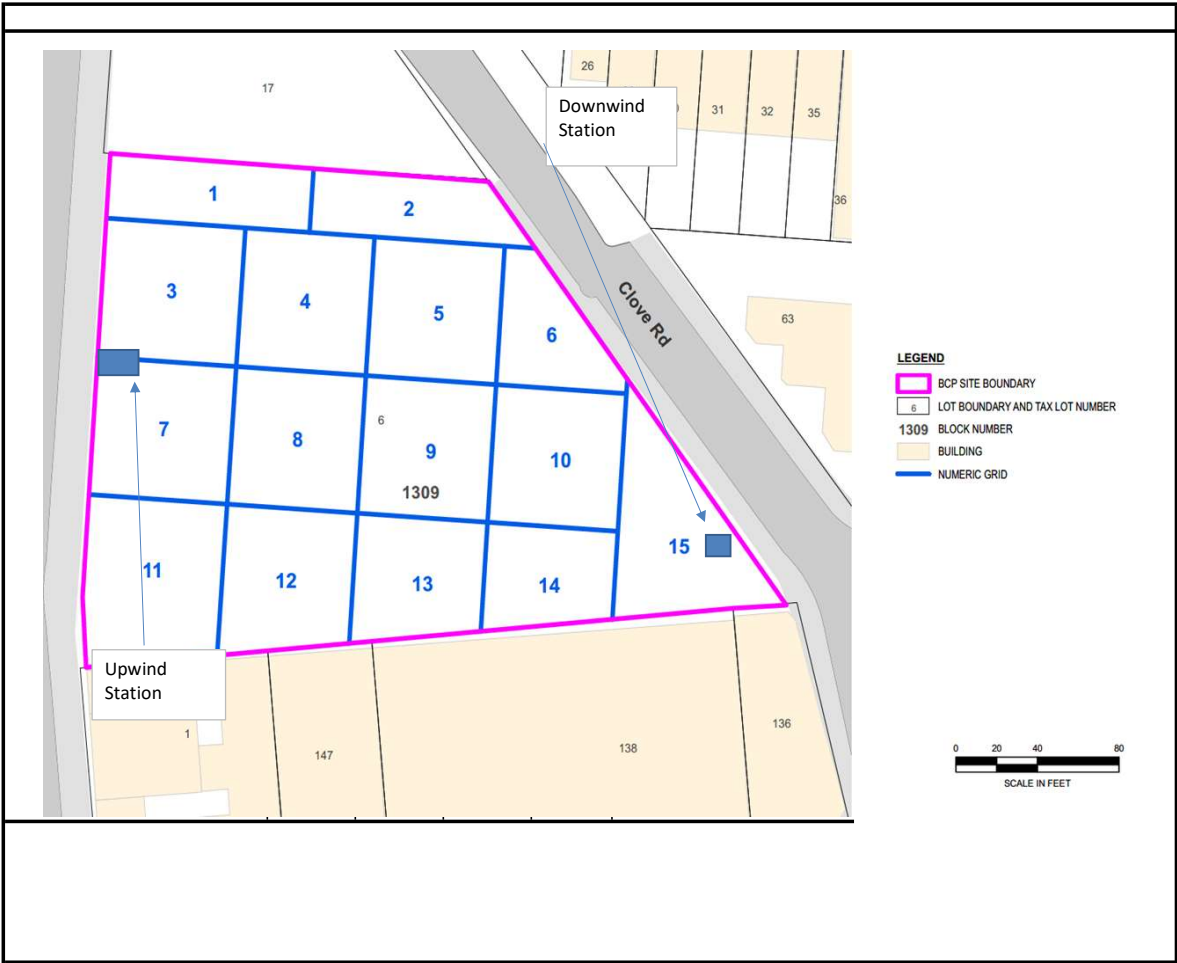 17
26
31
32
35
36
Downwind
Station
1
2
3
4
5
6
Clove Rd
63
7
8
6
9
10
1309
15
11
12
13
14
Upwind
Station
1
147
138
136
LEGEND
BCP SITE BOUNDARY
6 LOT BOUNDARY AND TAX LOT NUMBER
1309 BLOCK NUMBER
BUILDING
NUMERIC GRID
0 20 40 80
SCALE IN FEET